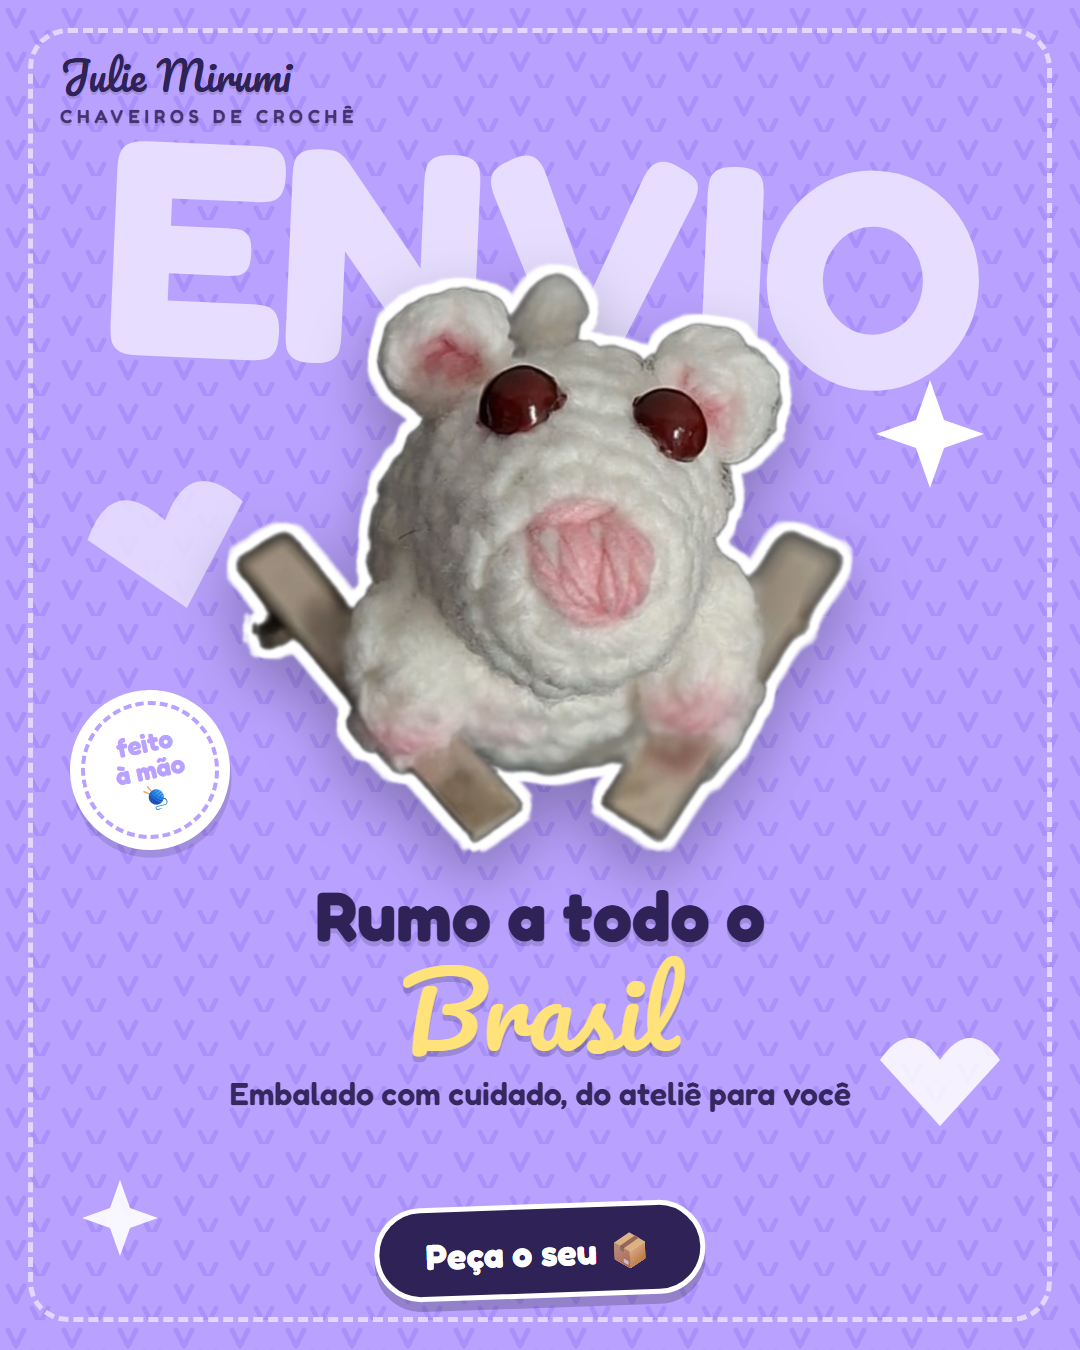 Julie Mirumi
CHAVEIROS DE CROCHÊ
ENVIO
feito
à mão
Rumo a todo o
Brasil
Embalado com cuidado, do ateliê para você
Peça o seu 📦